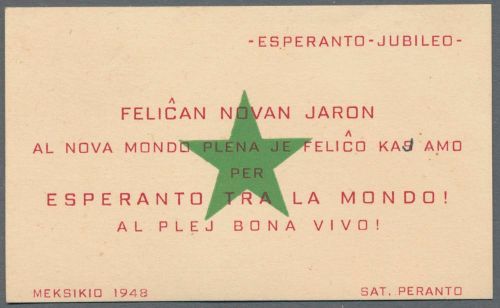 -ESPERANTO-JUBILEO-
FELIĈAN NOVAN JARON
AL NOVA MONDO PLENA JE FELIĈO KAJ AMO
PER
ESPERANTO TRA LA MONDO!
AL PLEJ BONA VIVO!
MEKSIKIO 1948
SAT. PERANTO